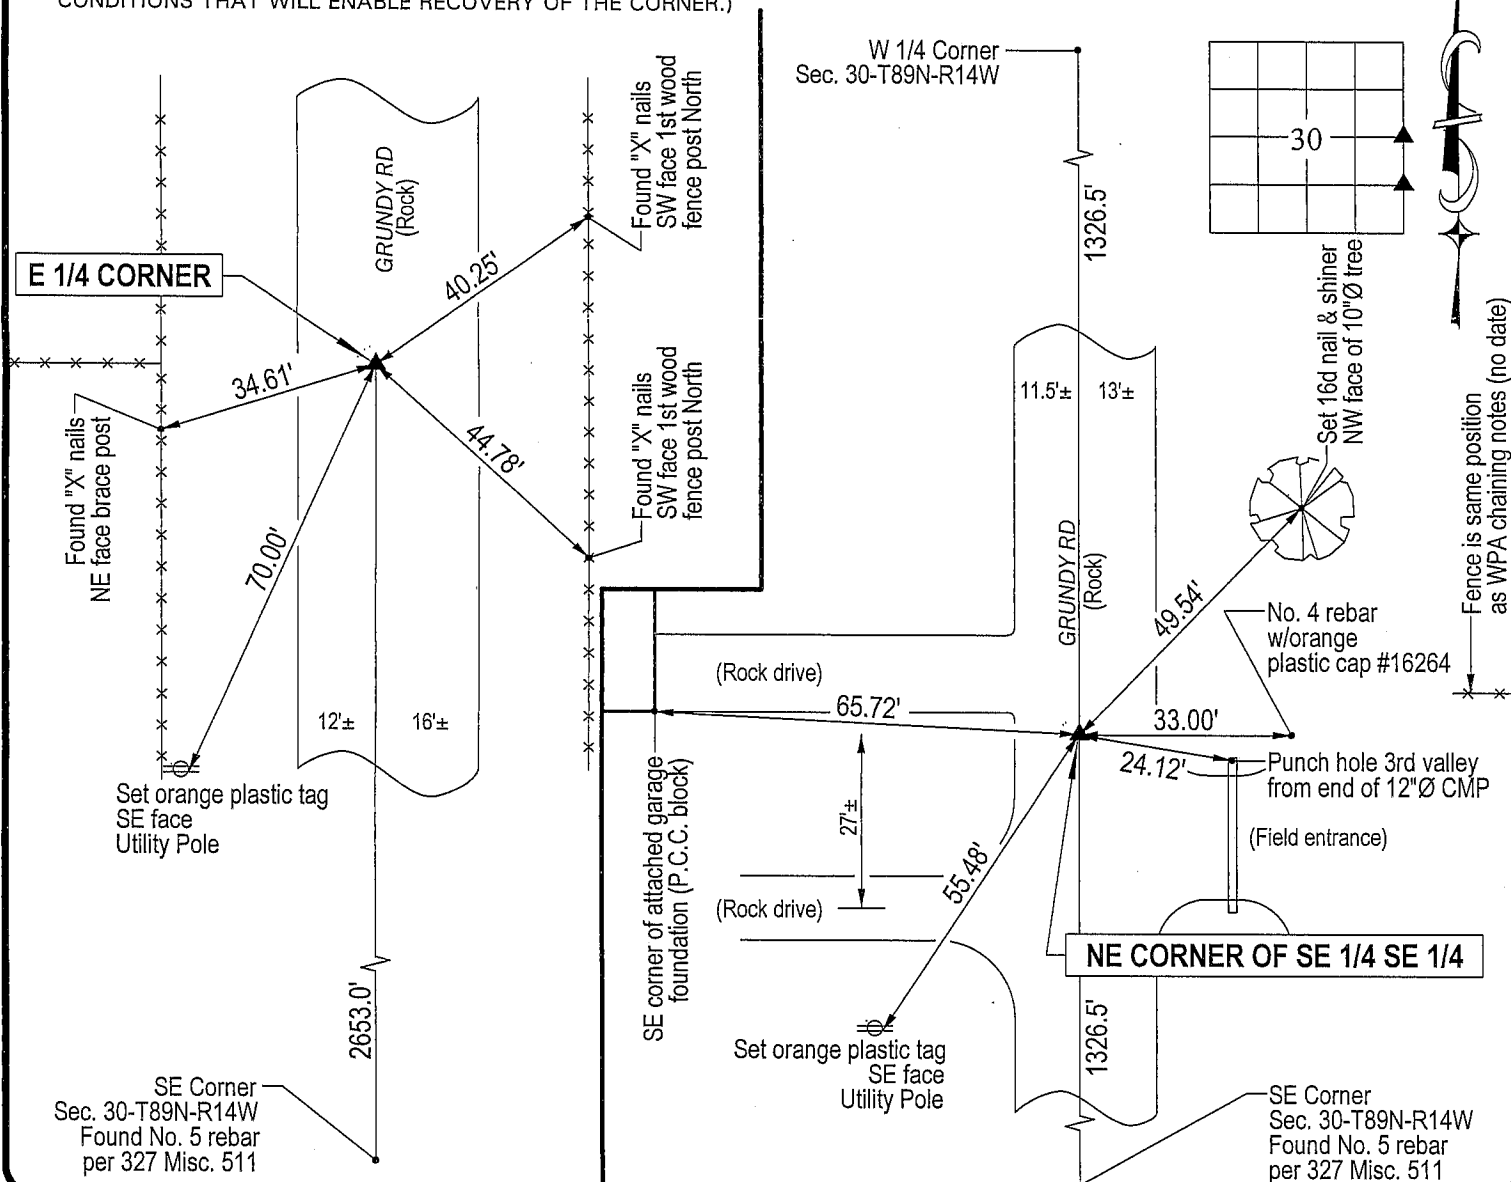 CONDITIONS THAT WILL ENABLE RECOVERY OF THE CORNER.)
E 1/4 CORNER
GRUNDY RD
(Rock)
Found "X" nails
SW face 1st wood
fence post North
40.25'
34.61'
44.78'
70.00'
Found "X" nails
NE face brace post
Found "X" nails
SW face 1st wood
fence post North
12'±
16'±
Set orange plastic tag
SE face
Utility Pole
2653.0'
SE Corner
Sec. 30-T89N-R14W
Found No. 5 rebar
per 327 Misc. 511
W 1/4 Corner
Sec. 30-T89N-R14W
1326.5'
30
11.5'±
13'±
GRUNDY RD
(Rock)
Set 16d nail & shiner
NW face of 10"Ø tree
Fence is same position
as WPA chaining notes (no date)
49.54'
No. 4 rebar
w/orange
plastic cap #16264
(Rock drive)
65.72'
33.00'
24.12'
Punch hole 3rd valley
from end of 12"Ø CMP
(Field entrance)
27'±
55.48'
SE corner of attached garage
foundation (P.C.C. block)
(Rock drive)
NE CORNER OF SE 1/4 SE 1/4
Set orange plastic tag
SE face
Utility Pole
1326.5'
SE Corner
Sec. 30-T89N-R14W
Found No. 5 rebar
per 327 Misc. 511